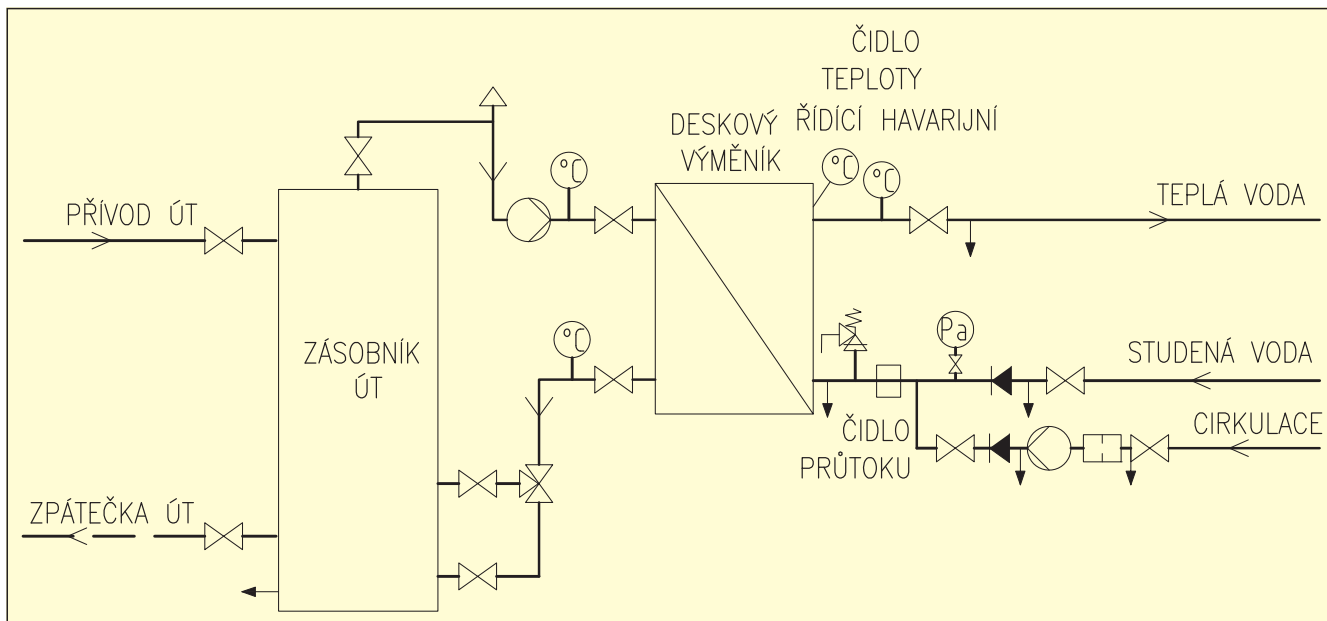 ČIDLO
TEPLOTY
ŘÍDÍCÍ HAVARIJNÍ
DESKOVÝ
VÝMĚNÍK
°C
°C
°C
PŘÍVOD ÚT
TEPLÁ VODA
ZÁSOBNÍK
ÚT
°C
Pa
STUDENÁ VODA
ČIDLO
PRŮTOKU
CIRKULACE
ZPÁTEČKA ÚT